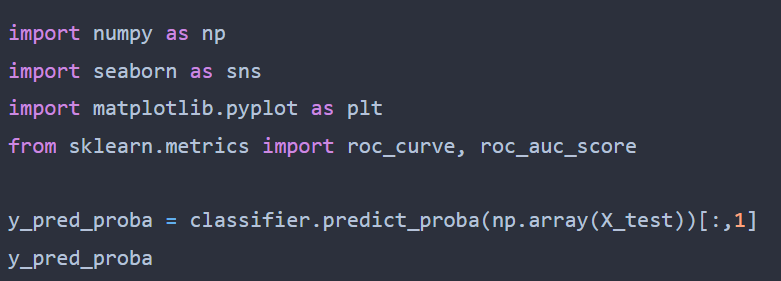 import numpy as np
import seaborn as sns
import matplotlib.pyplot as plt
from sklearn.metrics import roc_curve, roc_auc_score
y_pred_proba = classifier.predict_proba(np.array(X_test))[:,1]
y_pred_proba